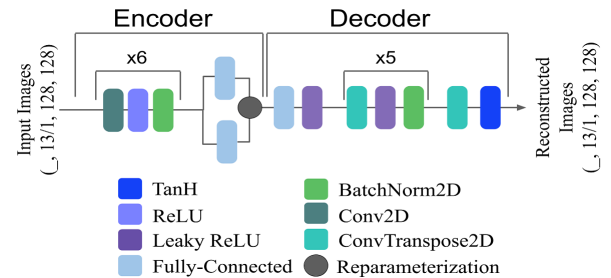 Encoder
Decoder
x6
x5
Input Images
(_, 13/1, 128, 128)
Reconstructed
Images
(_, 13/1, 128, 128)
TanH
ReLU
Leaky ReLU
Fully-Connected
BatchNorm2D
Conv2D
ConvTranspose2D
Reparameterization